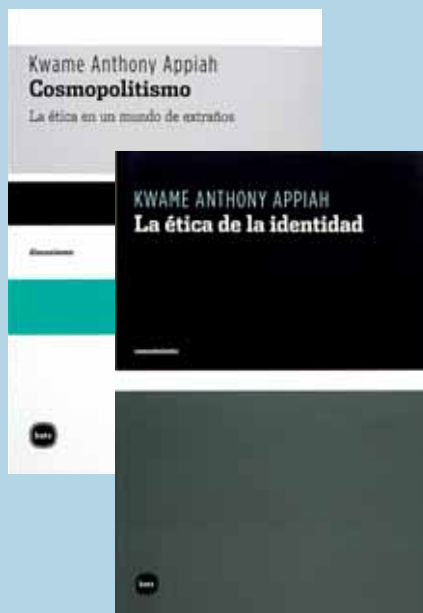 Kwame Anthony Appiah
Cosmopolitismo
La ética en un mundo de extraños
discusiones
katz
KWAME ANTHONY APPIAH
La ética de la identidad
katz